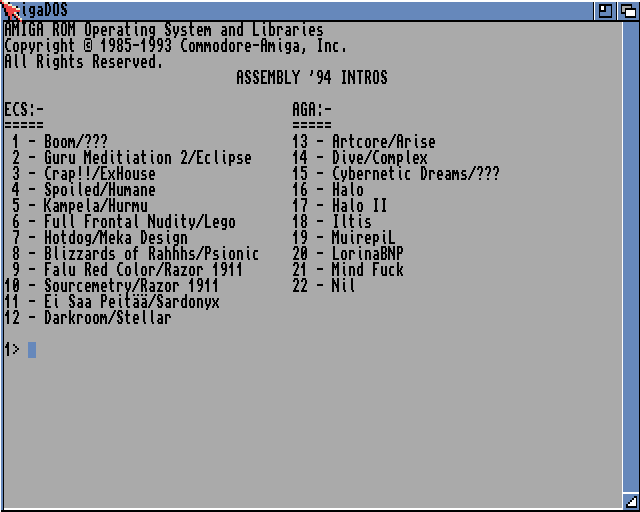 AmigaDOS
AMIGA ROM Operating System and Libraries
Copyright © 1985-1993 Commodore-Amiga, Inc.
All Rights Reserved.
ASSEMBLY '94 INTROS
ECS:- AGA:-
===== =====
1 - Boom/??? 13 - Artcore/Arise
2 - Guru Meditiation 2/Eclipse 14 - Dive/Complex
3 - Crap!!/ExHouse 15 - Cybernetic Dreams/???
4 - Spoiled/Humane 16 - Halo
5 - Kampela/Hurmu 17 - Halo II
6 - Full Frontal Nudity/Lego 18 - Iltis
7 - Hotdog/Meka Design 19 - MuirepiL
8 - Blizzards of Rahhhs/Psionic 20 - LorinaBNP
9 - Falu Red Color/Razor 1911 21 - Mind Fuck
10 - Sourcemetry/Razor 1911 22 - Nil
11 - Ei Saa Peitää/Sardonyx
12 - Darkroom/Stellar
1>